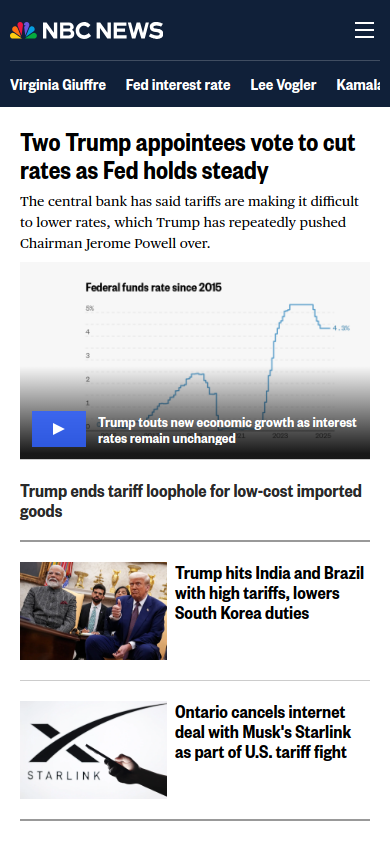 NBC NEWS
Virginia Giuffre Fed interest rate Lee Vogler Kamala
Two Trump appointees vote to cut
rates as Fed holds steady
The central bank has said tariffs are making it difficult
to lower rates, which Trump has repeatedly pushed
Chairman Jerome Powell over.
Federal funds rate since 2015
5%
4
4.3%
3
2
1
Trump touts new economic growth as interest
rates remain unchanged
Trump ends tariff loophole for low-cost imported
goods
Trump hits India and Brazil
with high tariffs, lowers
South Korea duties
STARLINK
Ontario cancels internet
deal with Musk's Starlink
as part of U.S. tariff fight